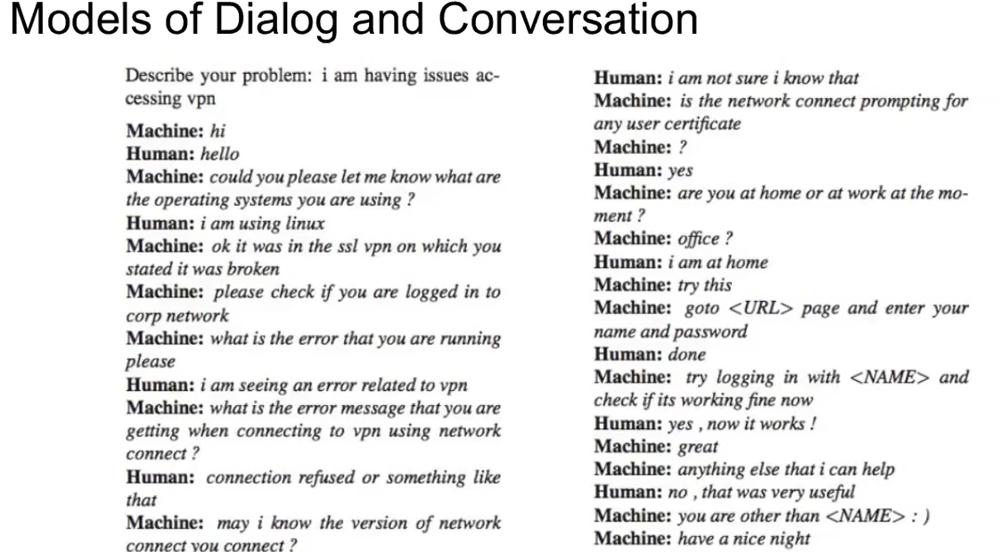 Models of Dialog and Conversation
Describe your problem: i am having issues ac-
cessing vpn
Machine: hi
Human: hello
Machine: could you please let me know what are
the operating systems you are using ?
Human: i am using linux
Machine: ok it was in the ssl vpn on which you
stated it was broken
Machine: please check if you are logged in to
corp network
Machine: what is the error that you are running
please
Human: i am seeing an error related to vpn
Machine: what is the error message that you are
getting when connecting to vpn using network
connect ?
Human: connection refused or something like
that
Machine: may i know the version of network
connect you connect ?
Human: i am not sure i know that
Machine: is the network connect prompting for
any user certificate
Machine: ?
Human: yes
Machine: are you at home or at work at the mo-
ment ?
Machine: office ?
Human: i am at home
Machine: try this
Machine: goto <URL> page and enter your
name and password
Human: done
Machine: try logging in with <NAME> and
check if its working fine now
Human: yes , now it works !
Machine: great
Machine: anything else that i can help
Human: no , that was very useful
Machine: you are other than <NAME> : )
Machine: have a nice night